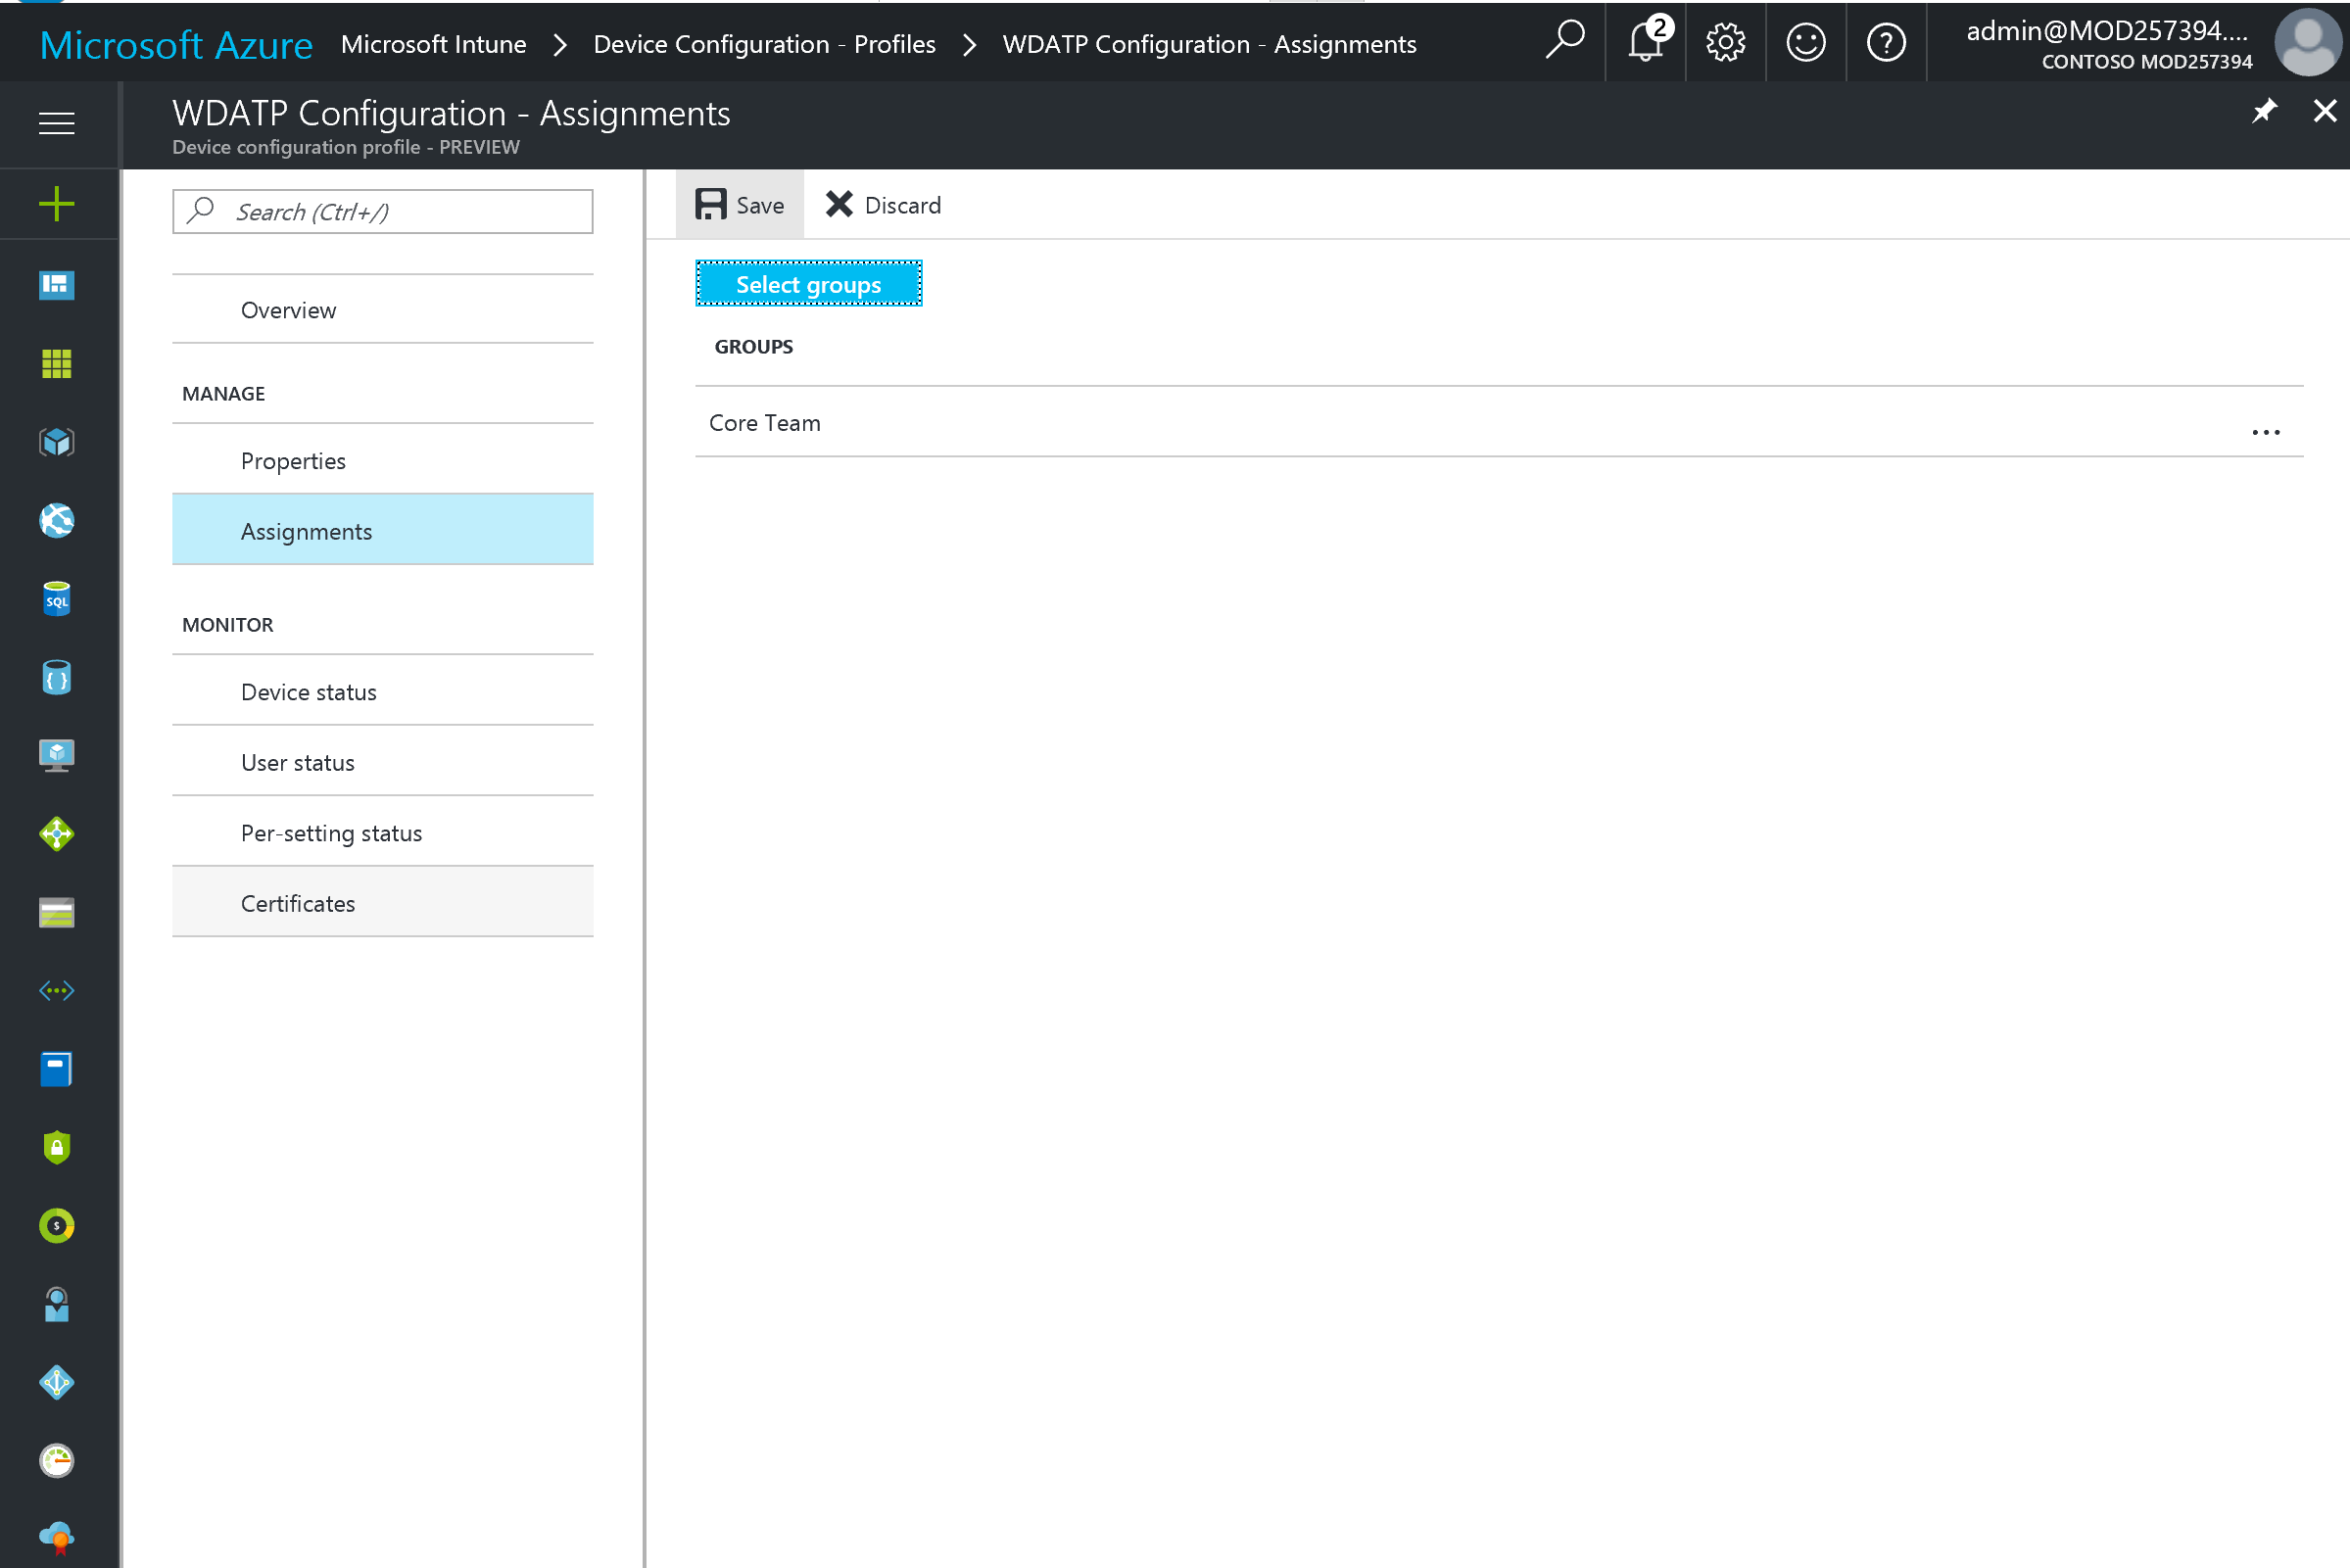 Microsoft Azure Microsoft Intune > Device Configuration - Profiles > WDATP Configuration - Assignments
2
admin@MOD257394....
CONTOSO MOD257394
WDATP Configuration - Assignments
Device configuration profile - PREVIEW
Search (Ctrl+/)
Overview
MANAGE
Properties
Assignments
MONITOR
Device status
User status
Per-setting status
Certificates
Save Discard
Select groups
GROUPS
Core Team
...
SQL